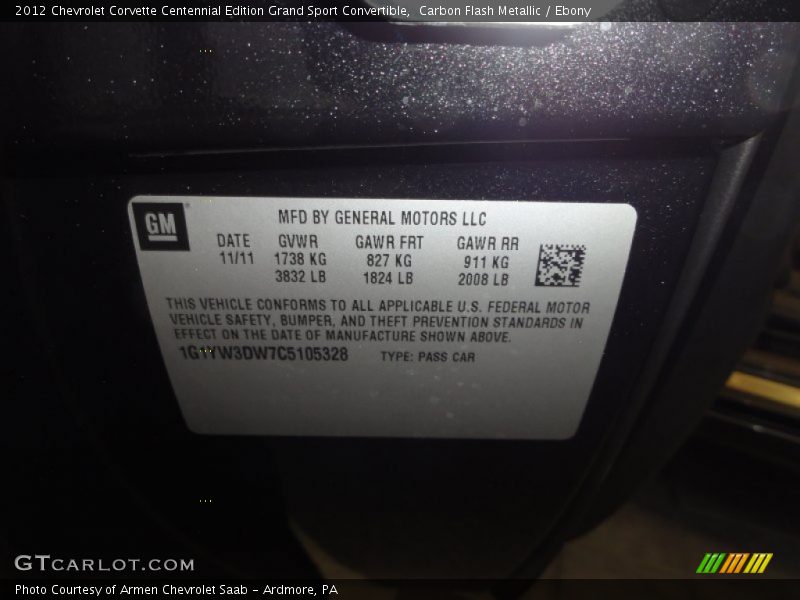 2012 Chevrolet Corvette Centennial Edition Grand Sport Convertible, Carbon Flash Metallic / Ebony
GM
MFD BY GENERAL MOTORS LLC
DATE GVWR GAWR FRT GAWR RR
11/11 1738 KG 827 KG 911 KG
3832 LB 1824 LB 2008 LB
THIS VEHICLE CONFORMS TO ALL APPLICABLE U.S. FEDERAL MOTOR
VEHICLE SAFETY, BUMPER, AND THEFT PREVENTION STANDARDS IN
EFFECT ON THE DATE OF MANUFACTURE SHOWN ABOVE.
1G1YW3DW7C5105328 TYPE: PASS CAR
GTCARLOT.COM
Photo Courtesy of Armen Chevrolet Saab - Ardmore, PA